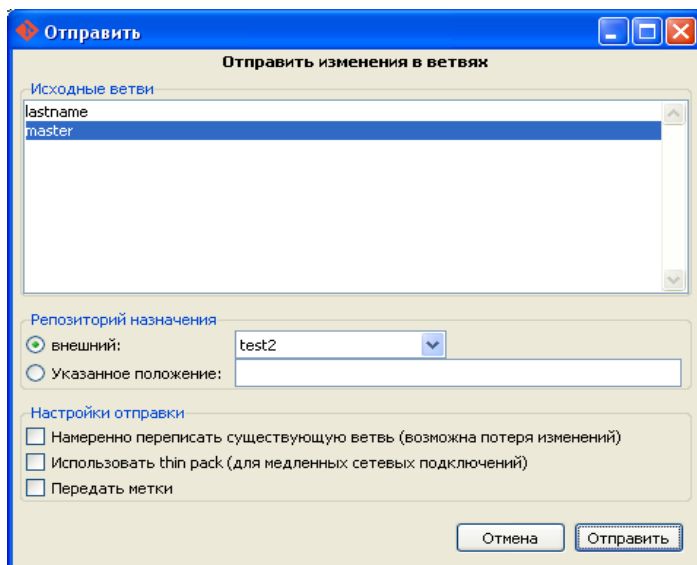 Отправить
Отправить изменения в ветвях
Исходные ветви
lastname
master
Репозиторий назначения
внешний:
test2
Указанное положение:
Настройки отправки
Намеренно переписать существующую ветвь (возможна потеря изменений)
Использовать thin pack (для медленных сетевых подключений)
Передать метки
Отмена
Отправить